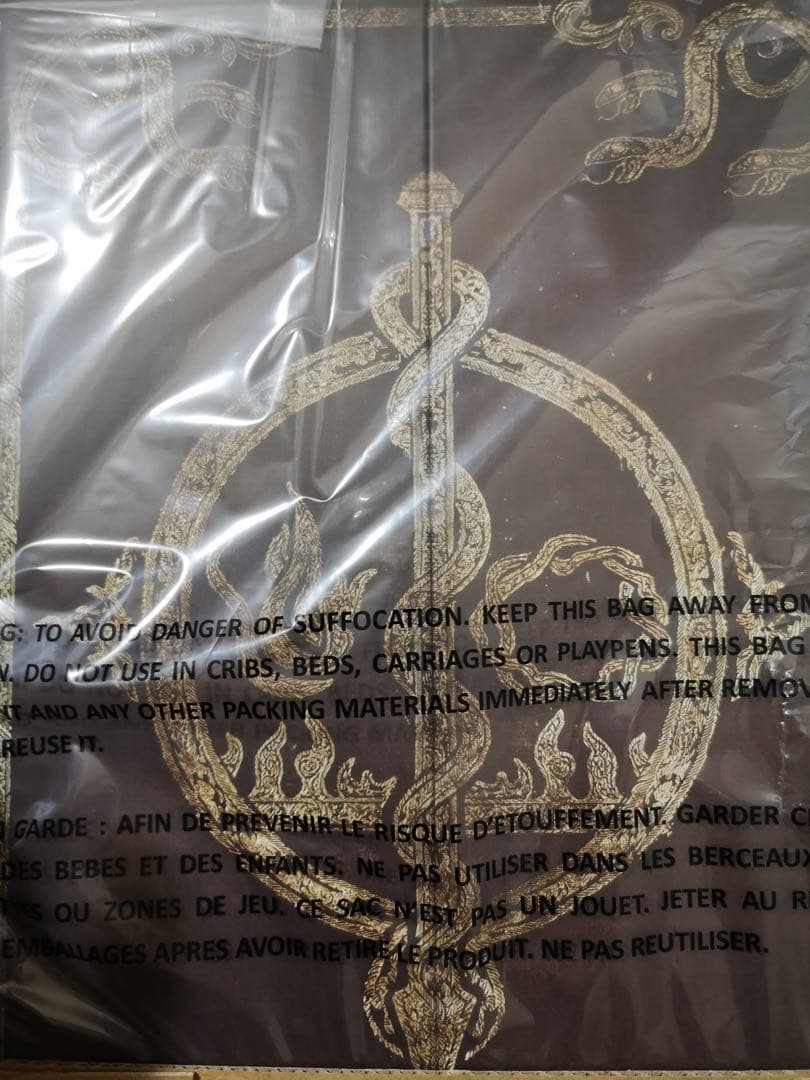 G: TO AVOID DANGER OF SUFFOCATION. KEEP THIS BAG AWAY FROM
N. DO NOT USE IN CRIBS, BEDS, CARRIAGES OR PLAYPENS. THIS BAG
NT AND ANY OTHER PACKING MATERIALS IMMEDIATELY AFTER REMOV
REUSE IT.
N GARDE : AFIN DE PREVENIR LE RISQUE D'ETOUFFEMENT. GARDER C
DES BEBES ET DES ENFANTS. NE PAS UTILISER DANS LES BERCEAUX
OU ZONES DE JEU. CE SAC N'EST PAS UN JOUET. JETER AU R
EMBALLAGES APRES AVOIR RETIRE LE PRODUIT. NE PAS REUTILISER.